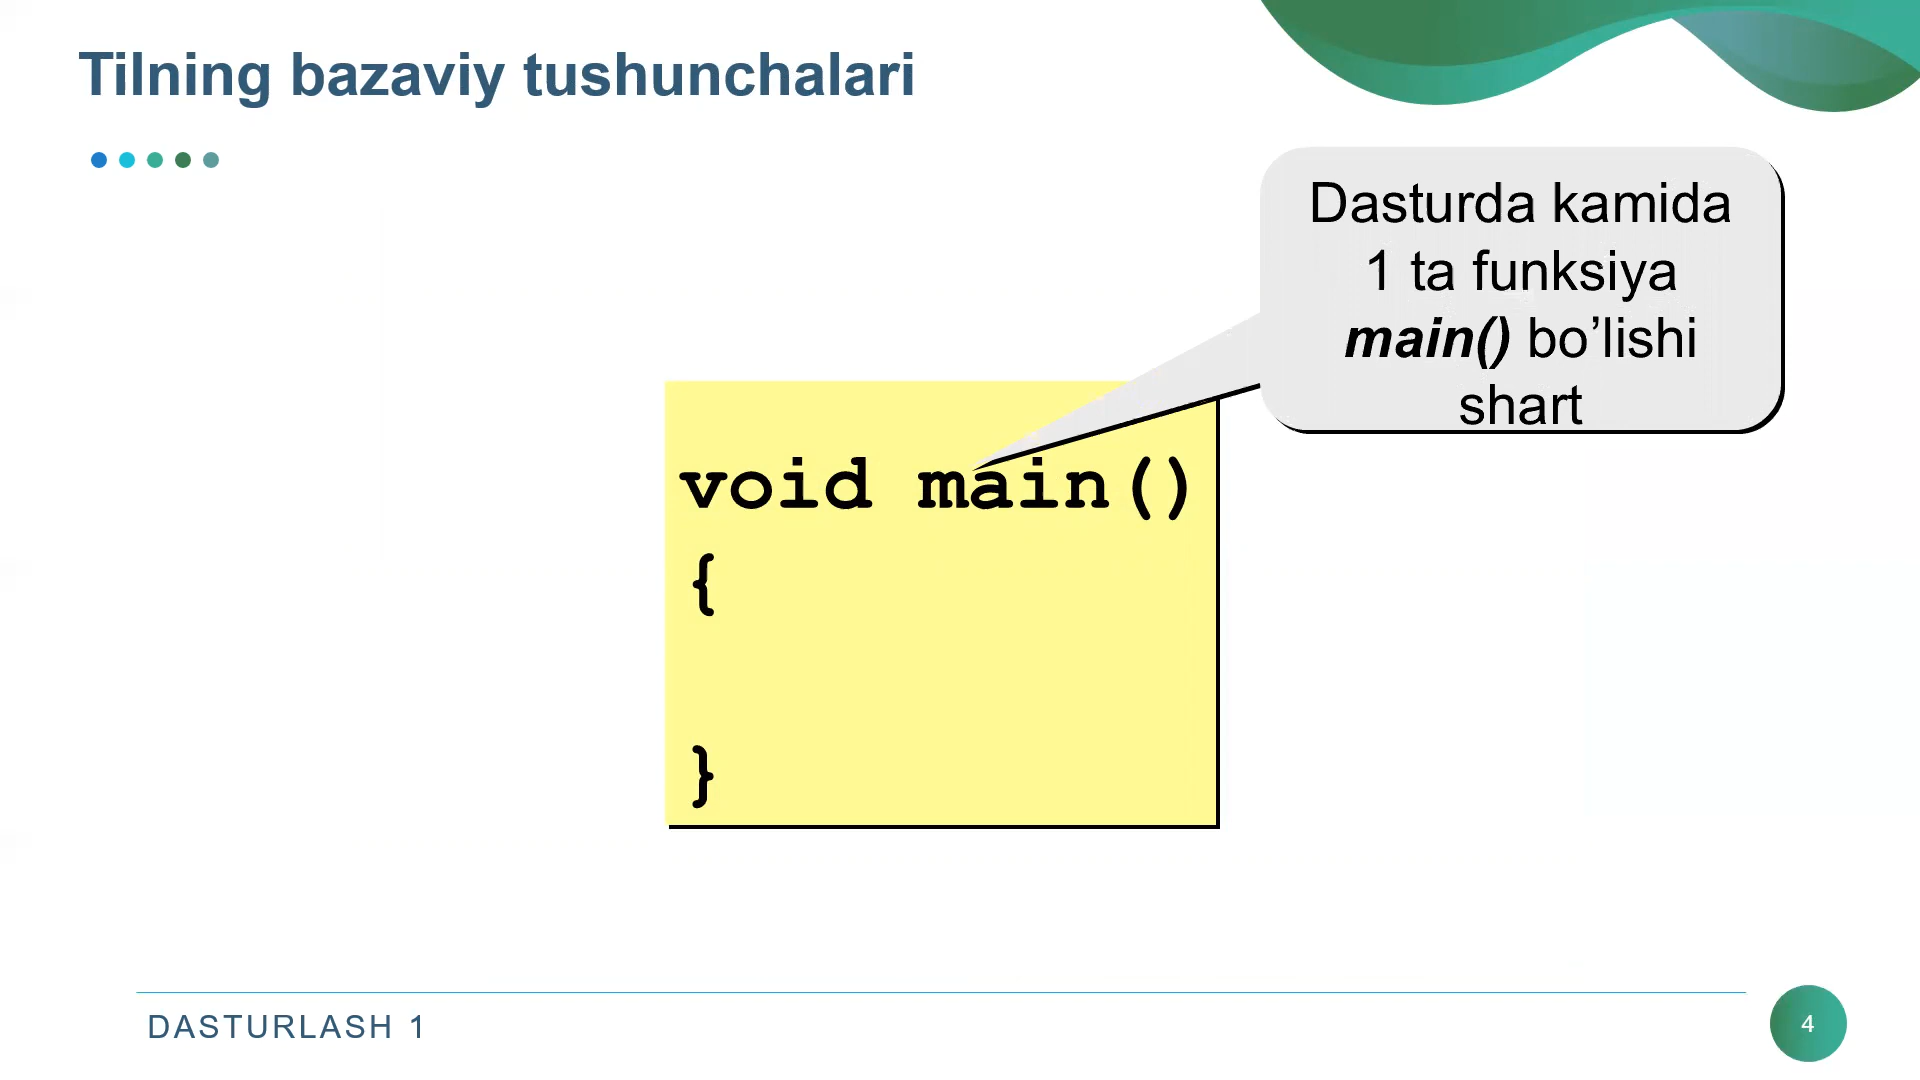 Tilning bazaviy tushunchalari
Dasturda kamida
1 ta funksiya
main() bo’lishi
shart
void main()
{
}
DASTURLASH 1
4